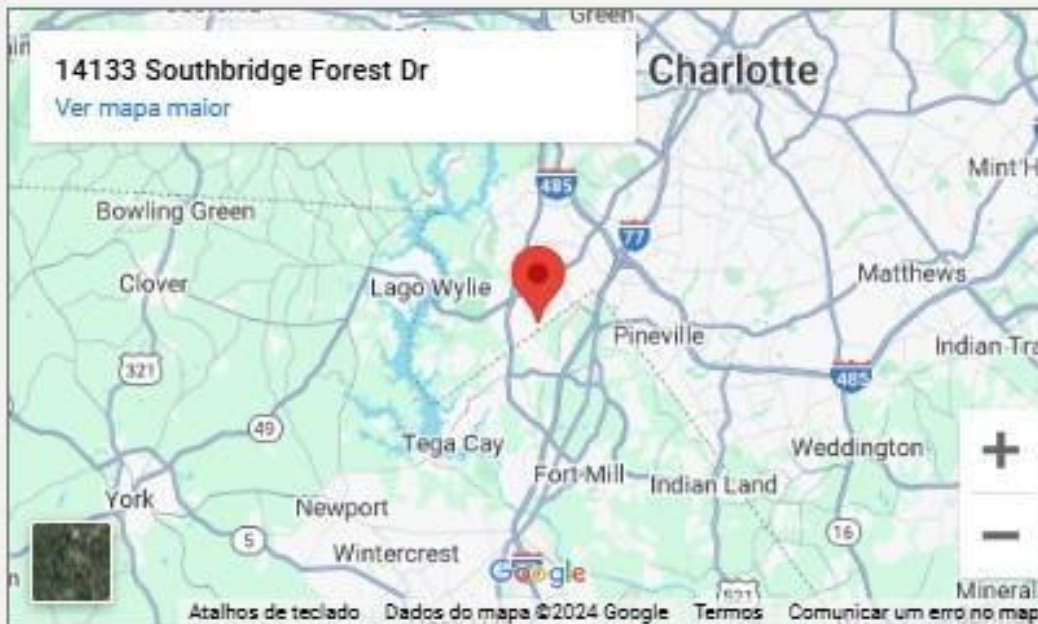 Green
14133 Southbridge Forest Dr
Ver mapa maior
Charlotte
Mint H
485
Bowling Green
77
Clover
Lago Wylie
Matthews
Pineville
Indian Tra
321
485
49
Tega Cay
Weddington
York
Fort Mill
Indian Land
Newport
5
16
Wintercrest
Google
521
Mineral
Atalhos de teclado Dados do mapa ©2024 Google Termos Comunicar um erro no map